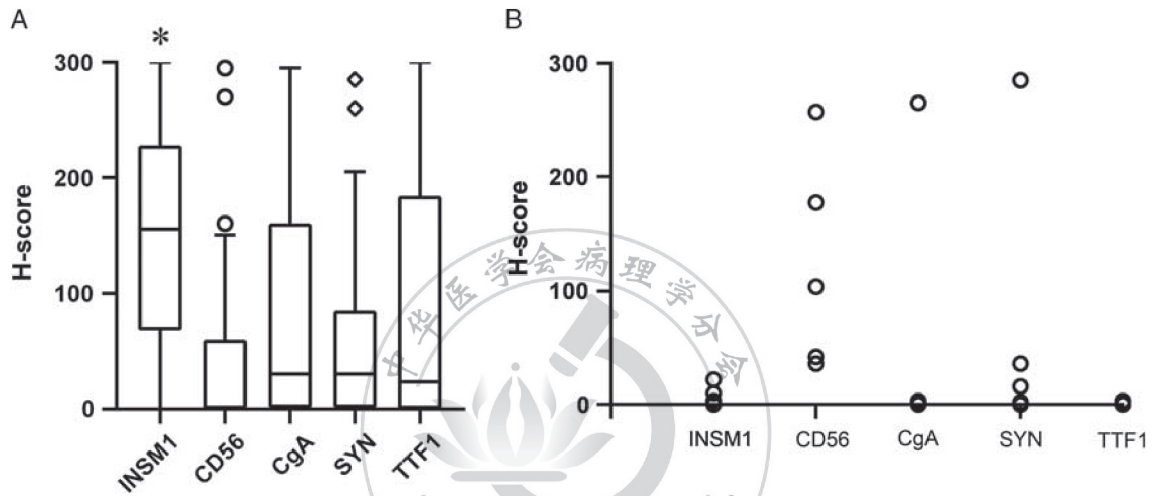 A
*
300
200
100
0
H-score
INSM1
CD56
CgA
SYN
TTF1
B
300
200
100
0
H-score
INSM1
CD56
CgA
SYN
TTF1
中华医学会病理学分会